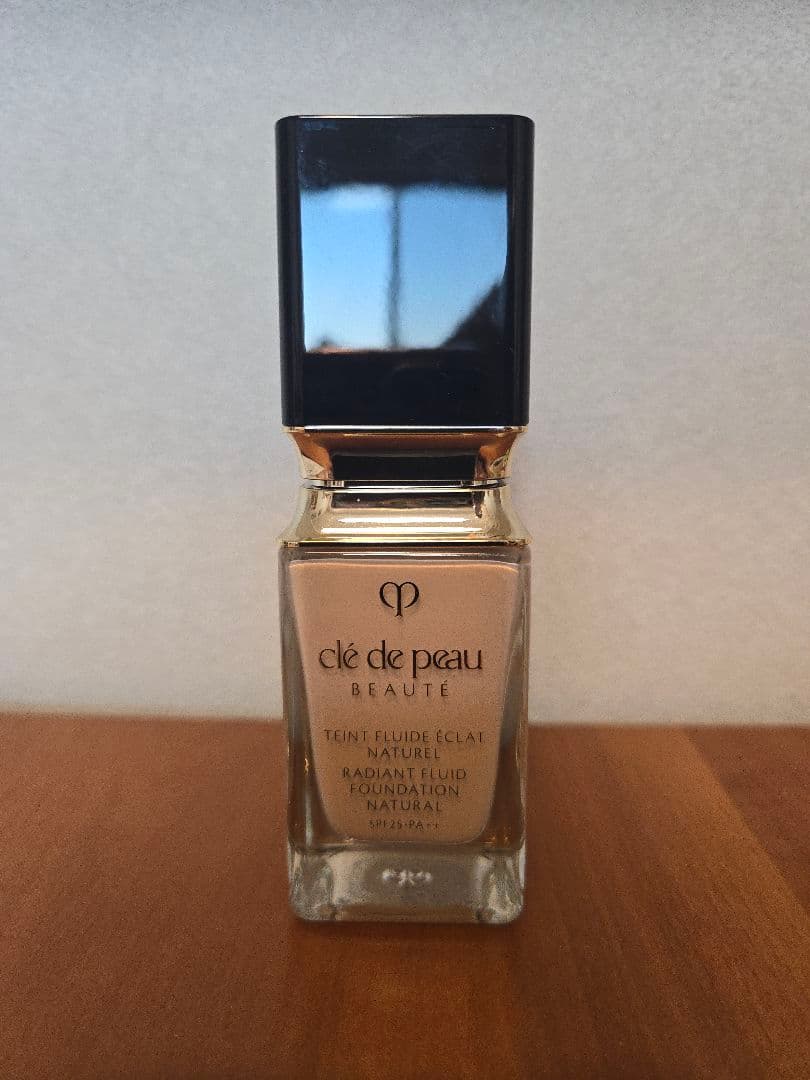 clé de peau
BEAUTÉ
TEINT FLUIDE ÉCLAT
NATUREL
RADIANT FLUID
FOUNDATION
NATURAL
SPF25·PA++